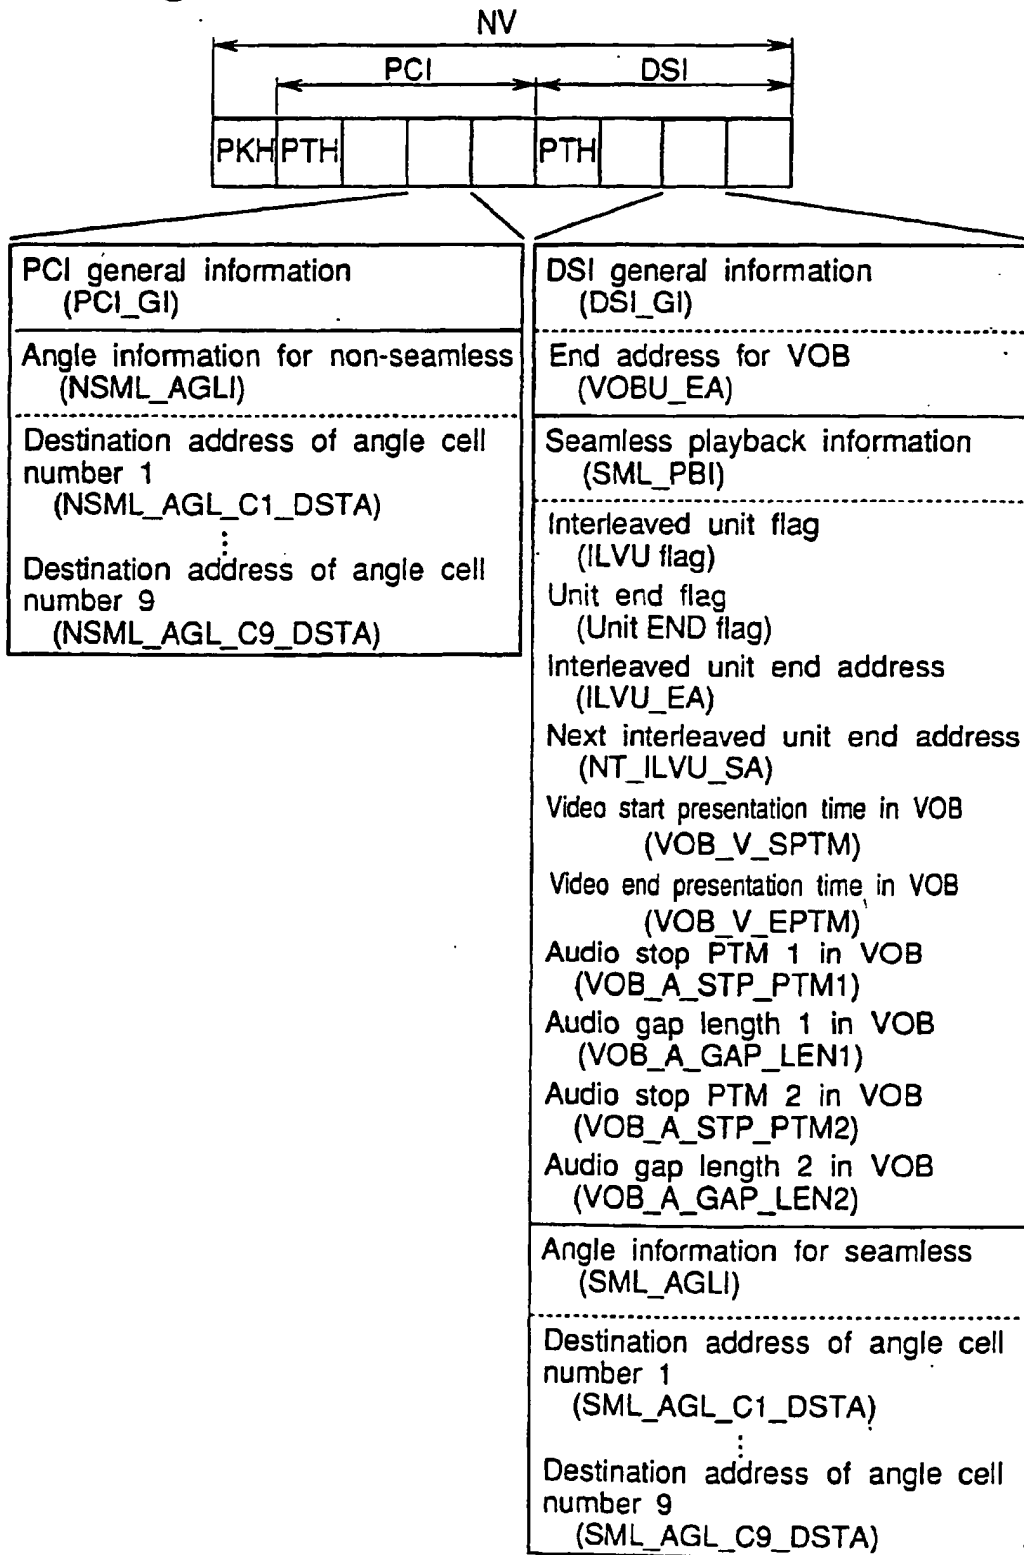 NV
PCI DSI
PKH PTH PTH
PCI general information
(PCI_GI)
Angle information for non-seamless
(NSML_AGLI)
Destination address of angle cell
number 1
(NSML_AGL_C1_DSTA)
Destination address of angle cell
number 9
(NSML_AGL_C9_DSTA)
DSI general information
(DSI_GI)
End address for VOB
(VOBU_EA)
Seamless playback information
(SML_PBI)
Interleaved unit flag
(ILVU flag)
Unit end flag
(Unit END flag)
Interleaved unit end address
(ILVU_EA)
Next interleaved unit end address
(NT_ILVU_SA)
Video start presentation time in VOB
(VOB_V_SPTM)
Video end presentation time in VOB
(VOB_V_EPTM)
Audio stop PTM 1 in VOB
(VOB_A_STP_PTM1)
Audio gap length 1 in VOB
(VOB_A_GAP_LEN1)
Audio stop PTM 2 in VOB
(VOB_A_STP_PTM2)
Audio gap length 2 in VOB
(VOB_A_GAP_LEN2)
Angle information for seamless
(SML_AGLI)
Destination address of angle cell
number 1
(SML_AGL_C1_DSTA)
Destination address of angle cell
number 9
(SML_AGL_C9_DSTA)